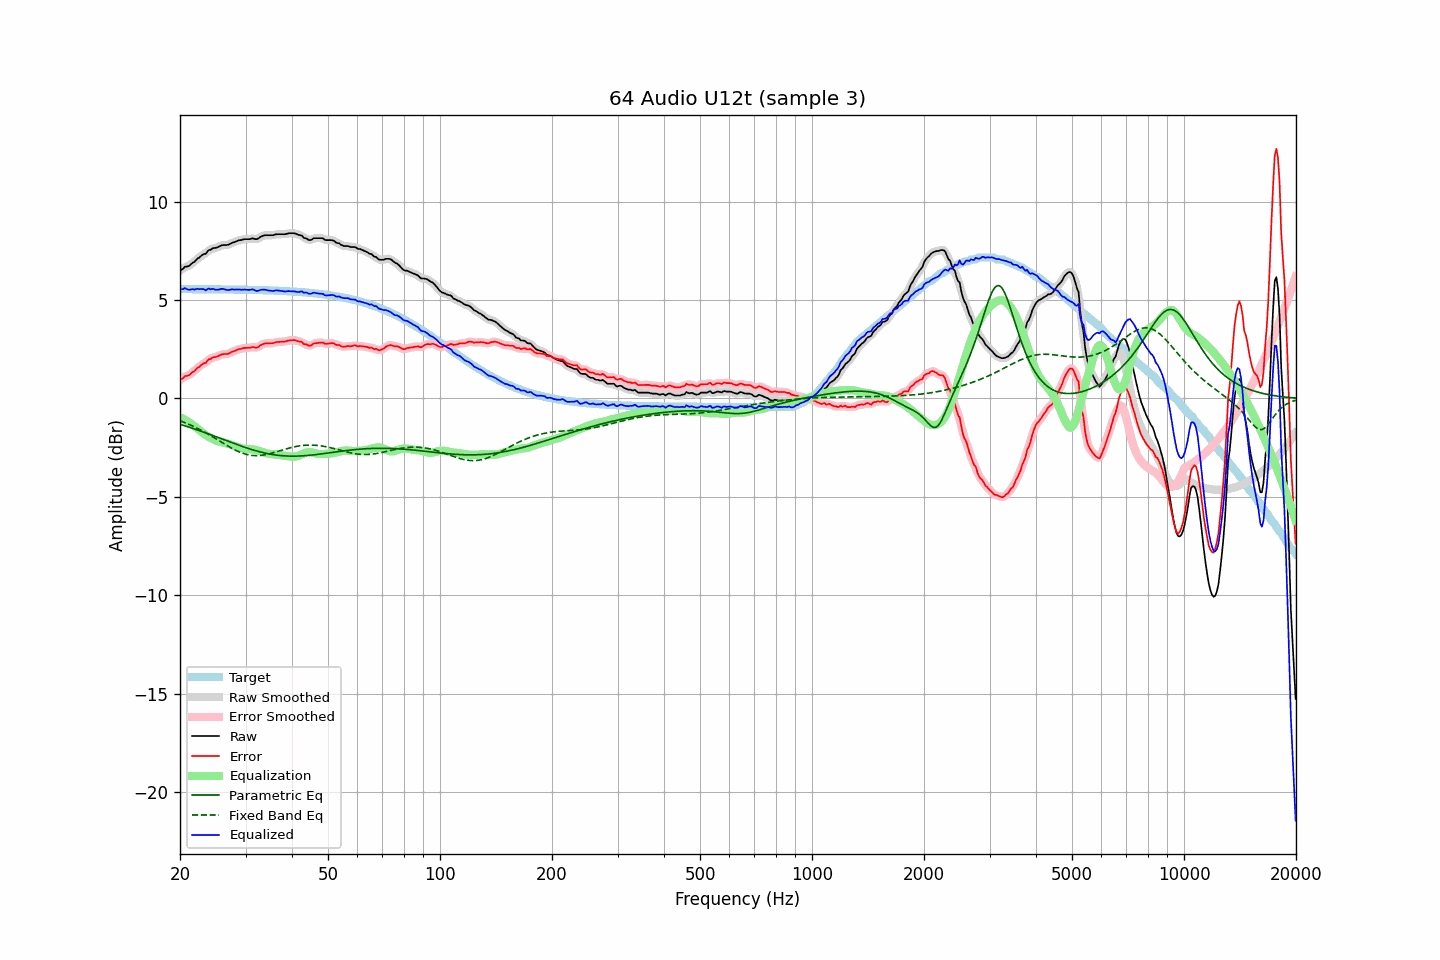 64 Audio U12t (sample 3)
10
5
0
−5
−10
−15
−20
Amplitude (dBr)
Target
Raw Smoothed
Error Smoothed
Raw
Error
Equalization
Parametric Eq
Fixed Band Eq
Equalized
20 50 100 200 500 1000 2000 5000 10000 20000
Frequency (Hz)